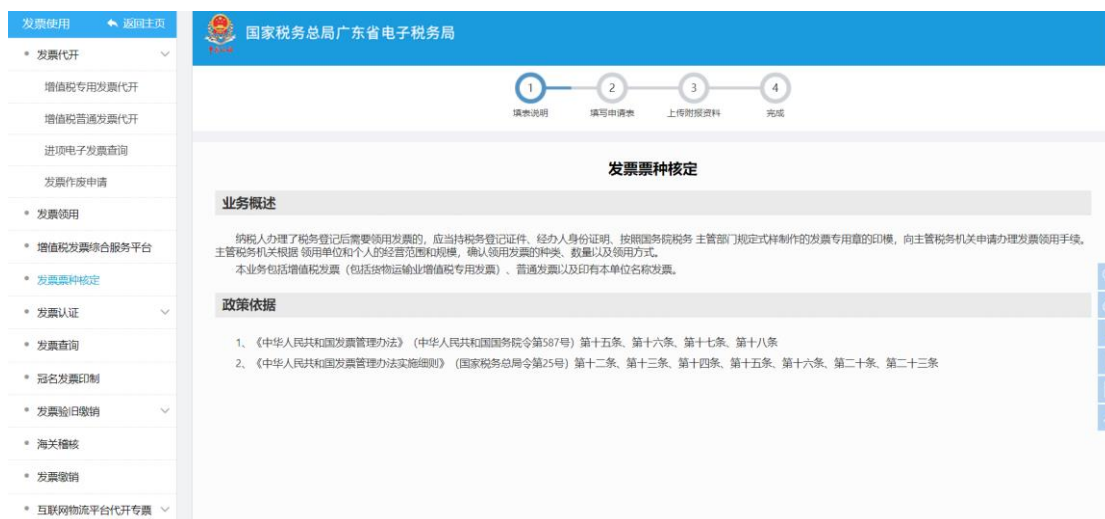 发票使用
返回主页
发票代开
增值税专用发票代开
增值税普通发票代开
进项电子发票查询
发票作废申请
发票领用
增值税发票综合服务平台
发票票种核定
发票认证
发票查询
冠名发票印制
发票验旧缴销
海关稽核
发票缴销
互联网物流平台代开专票
国家税务总局广东省电子税务局
1
2
3
4
填表说明
填写申请表
上传附报资料
完成
发票票种核定
业务概述
纳税人办理了税务登记后需要领用发票的，应当持税务登记证件、经办人身份证明、按照国务院税务 主管部门规定式样制作的发票专用章的印模，向主管税务机关申请办理发票领用手续。
主管税务机关根据 领用单位和个人的经营范围和规模，确认领用发票的种类、数量以及领用方式。
本业务包括增值税发票（包括货物运输业增值税专用发票）、普通发票以及印有本单位名称发票。
政策依据
1、《中华人民共和国发票管理办法》（中华人民共和国国务院令第587号）第十五条、第十六条、第十七条、第十八条
2、《中华人民共和国发票管理办法实施细则》（国家税务总局令第25号）第十二条、第十三条、第十四条、第十五条、第十六条、第二十条、第二十三条